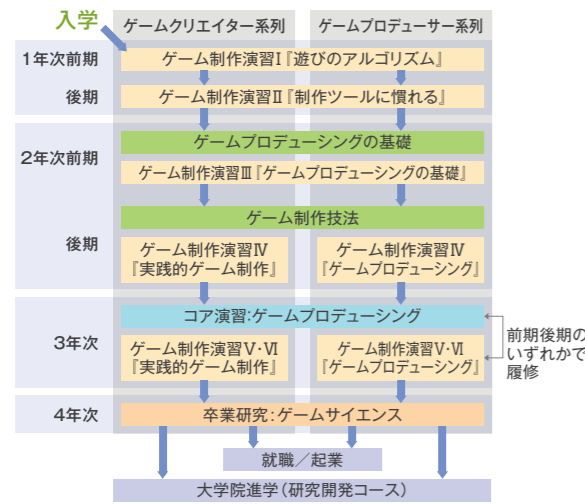 入学
ゲームクリエイター系列
ゲームプロデューサー系列
1年次前期
ゲーム制作演習Ⅰ『遊びのアルゴリズム』
後期
ゲーム制作演習Ⅱ『制作ツールに慣れる』
ゲームプロデューシングの基礎
2年次前期
ゲーム制作演習Ⅲ『ゲームプロデューシングの基礎』
ゲーム制作技法
後期
ゲーム制作演習Ⅳ
『実践的ゲーム制作』
ゲーム制作演習Ⅳ
『ゲームプロデューシング』
コア演習:ゲームプロデューシング
3年次
ゲーム制作演習Ⅴ・Ⅵ
『実践的ゲーム制作』
ゲーム制作演習Ⅴ・Ⅵ
『ゲームプロデューシング』
前期後期の
いずれかで
履修
4年次
卒業研究:ゲームサイエンス
就職／起業
大学院進学(研究開発コース)